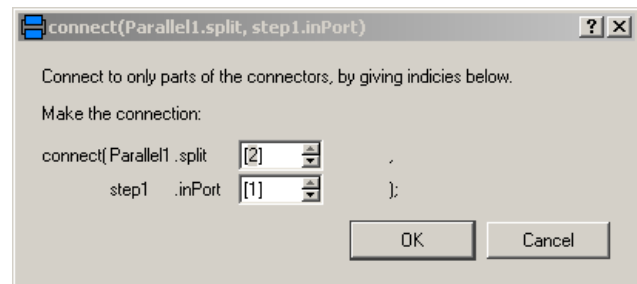 connect(Parallel1.split, step1.inPort)
Connect to only parts of the connectors, by giving indicies below.
Make the connection:
connect( Parallel1 .split [2] ,
step1 .inPort [1] );
OK Cancel